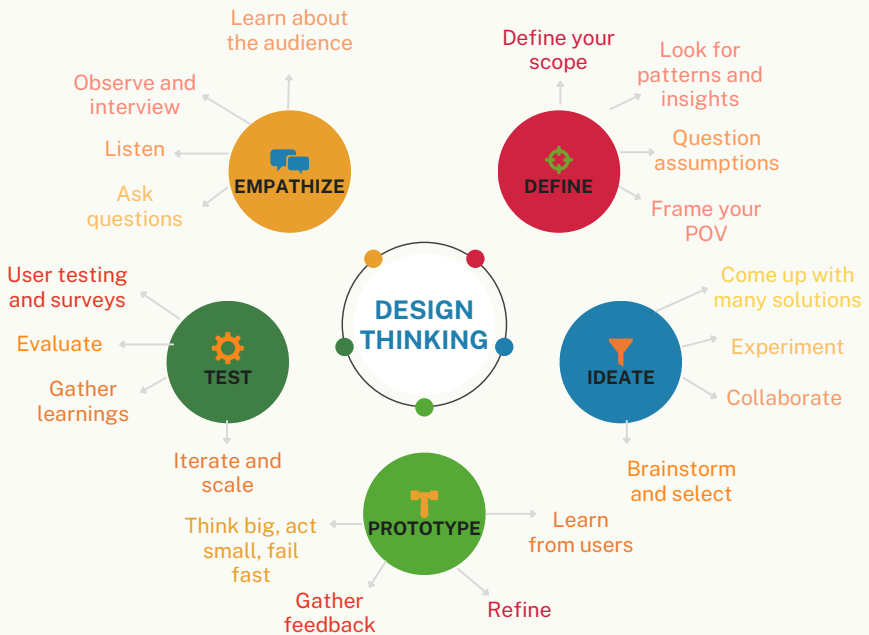 Learn about
the audience
Observe and
interview
Listen
Ask
questions
EMPATHIZE
Define your
scope
Look for
patterns and
insights
Question
assumptions
Frame your
POV
DEFINE
DESIGN
THINKING
User testing
and surveys
Evaluate
Gather
learnings
TEST
Iterate and
scale
Come up with
many solutions
Experiment
Collaborate
IDEATE
Brainstorm
and select
Think big, act
small, fail
fast
PROTOTYPE
Learn
from users
Gather
feedback
Refine